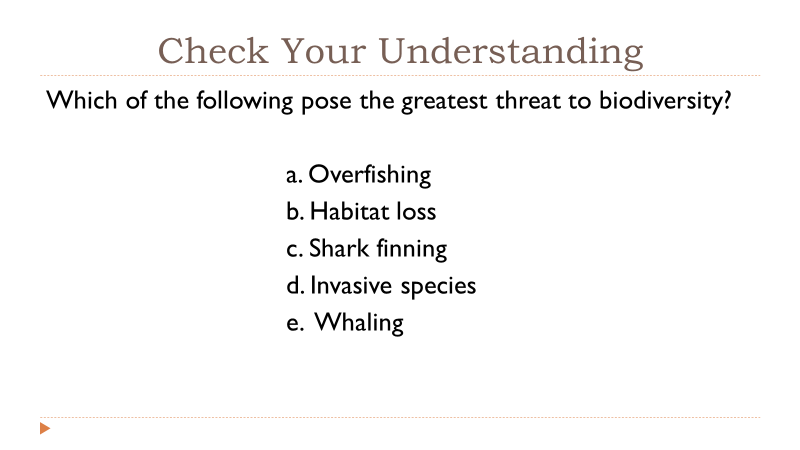 Check Your Understanding
Which of the following pose the greatest threat to biodiversity?
a. Overfishing
b. Habitat loss
c. Shark finning
d. Invasive species
e. Whaling